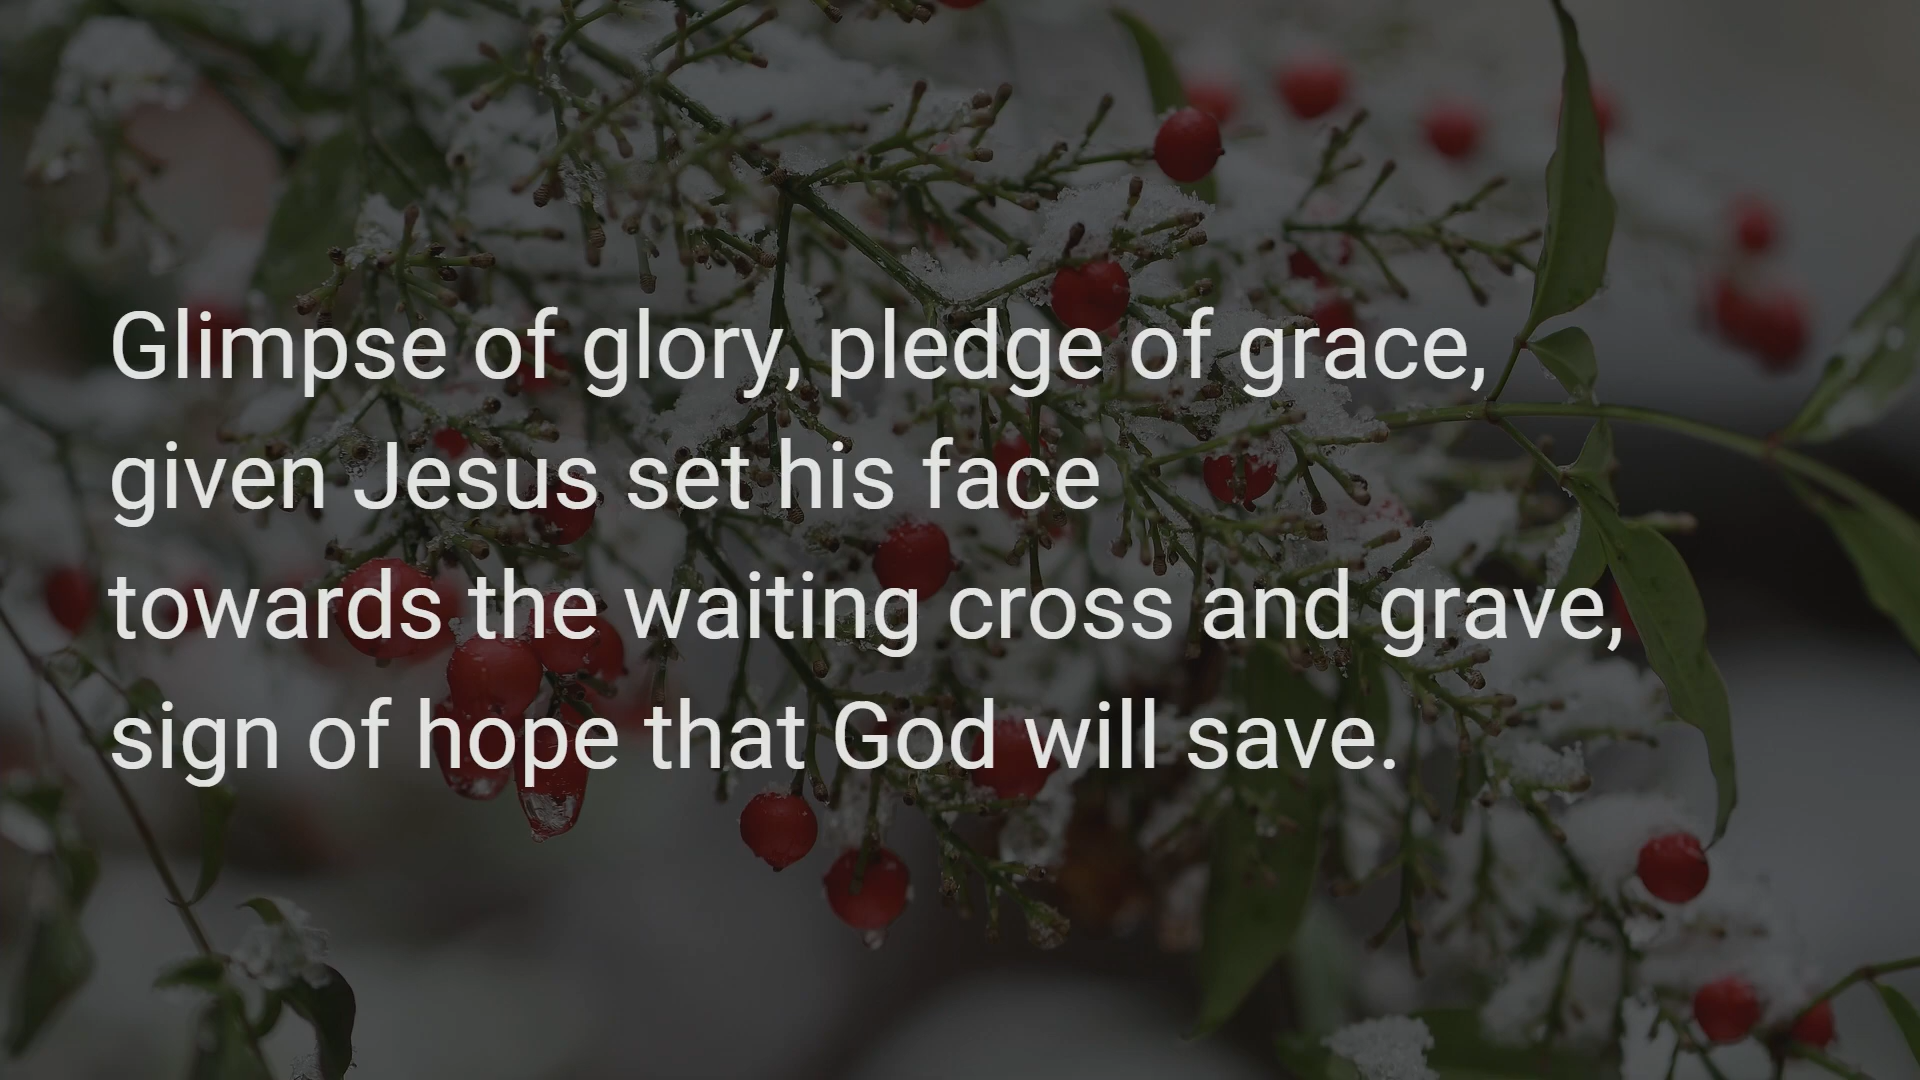 Glimpse of glory, pledge of grace,
given Jesus set his face
towards the waiting cross and grave,
sign of hope that God will save.